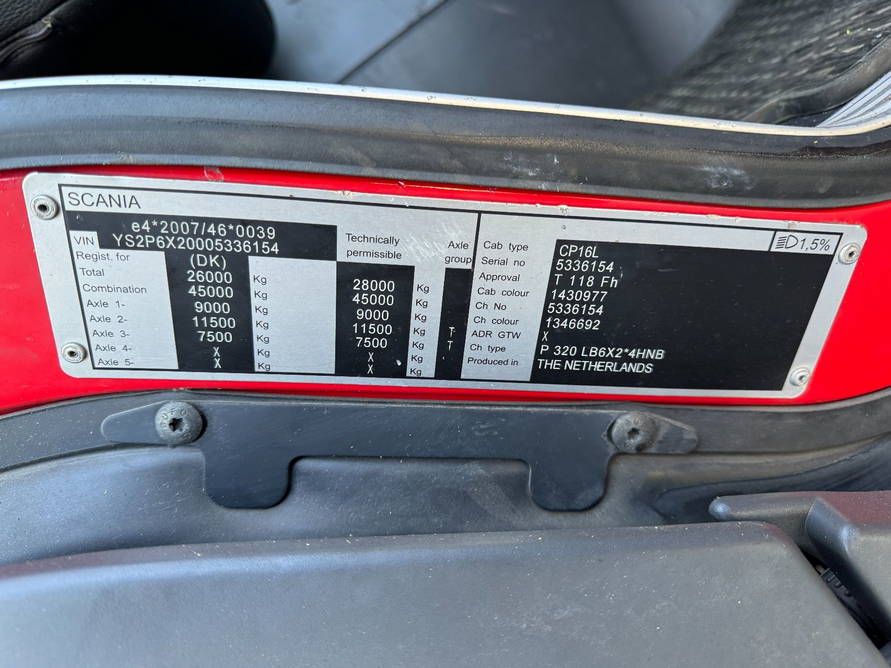 SCANIA
e4*2007/46*0039
VIN YS2P6X20005336154
Regist. for (DK) Technically permissible Axle group
Total 26000 Kg 28000 Kg
Combination 45000 Kg 45000 Kg
Axle 1- 9000 Kg 9000 Kg
Axle 2- 11500 Kg 11500 Kg T
Axle 3- 7500 Kg 7500 Kg T
Axle 4- X Kg X Kg
Axle 5- X Kg X Kg
1,5%
Cab type CP16L
Serial no 5336154
Approval T 118 Fh
Cab colour 1430977
Ch No 5336154
Ch colour 1346692
ADR GTW X
Ch type P 320 LB6X2*4HNB
Produced in THE NETHERLANDS